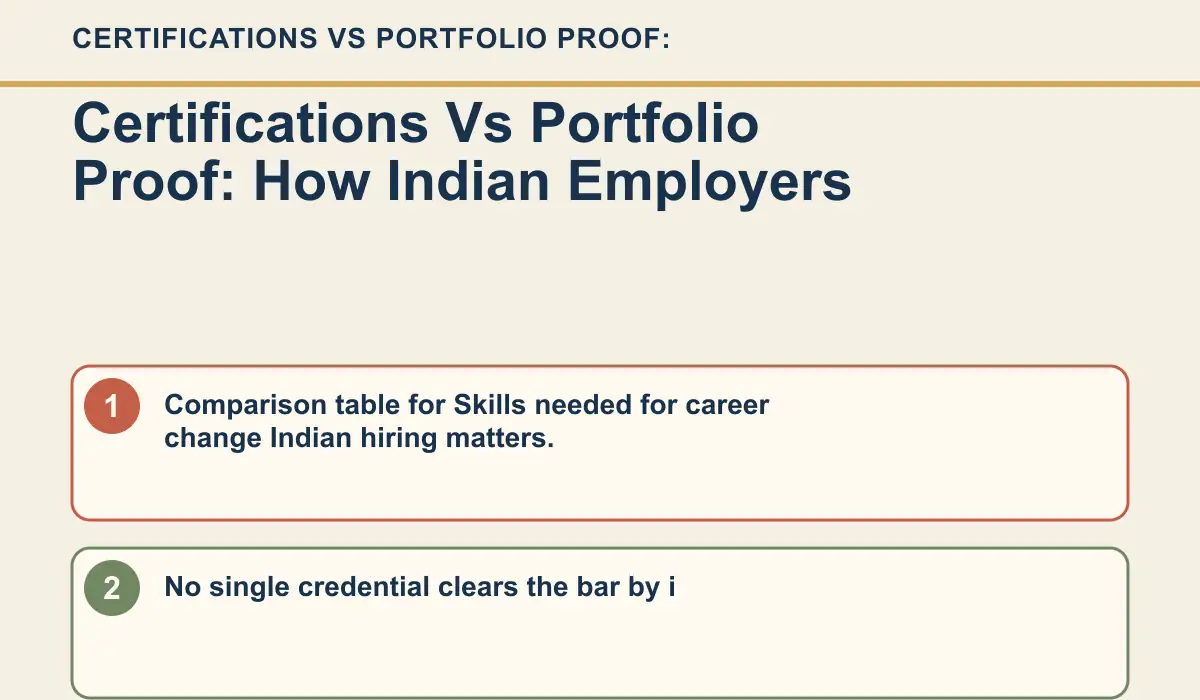 CERTIFICATIONS VS PORTFOLIO PROOF:
Certifications Vs Portfolio
Proof: How Indian Employers
1
Comparison table for Skills needed for career
change Indian hiring matters.
2
No single credential clears the bar by i